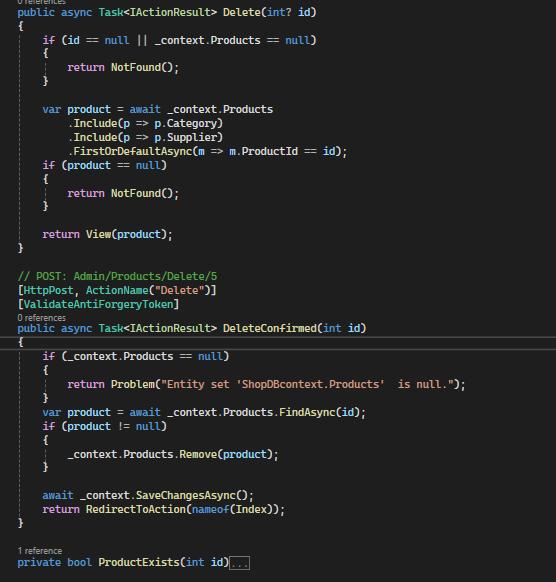 0 references
public async Task<IActionResult> Delete(int? id)
{
if (id == null || _context.Products == null)
{
return NotFound();
}
var product = await _context.Products
.Include(p => p.Category)
.Include(p => p.Supplier)
.FirstOrDefaultAsync(m => m.ProductId == id);
if (product == null)
{
return NotFound();
}
return View(product);
}
// POST: Admin/Products/Delete/5
[HttpPost, ActionName("Delete")]
[ValidateAntiForgeryToken]
0 references
public async Task<IActionResult> DeleteConfirmed(int id)
{
if (_context.Products == null)
{
return Problem("Entity set 'ShopDBcontext.Products'  is null.");
}
var product = await _context.Products.FindAsync(id);
if (product != null)
{
_context.Products.Remove(product);
}
await _context.SaveChangesAsync();
return RedirectToAction(nameof(Index));
}
1 reference
private bool ProductExists(int id)...